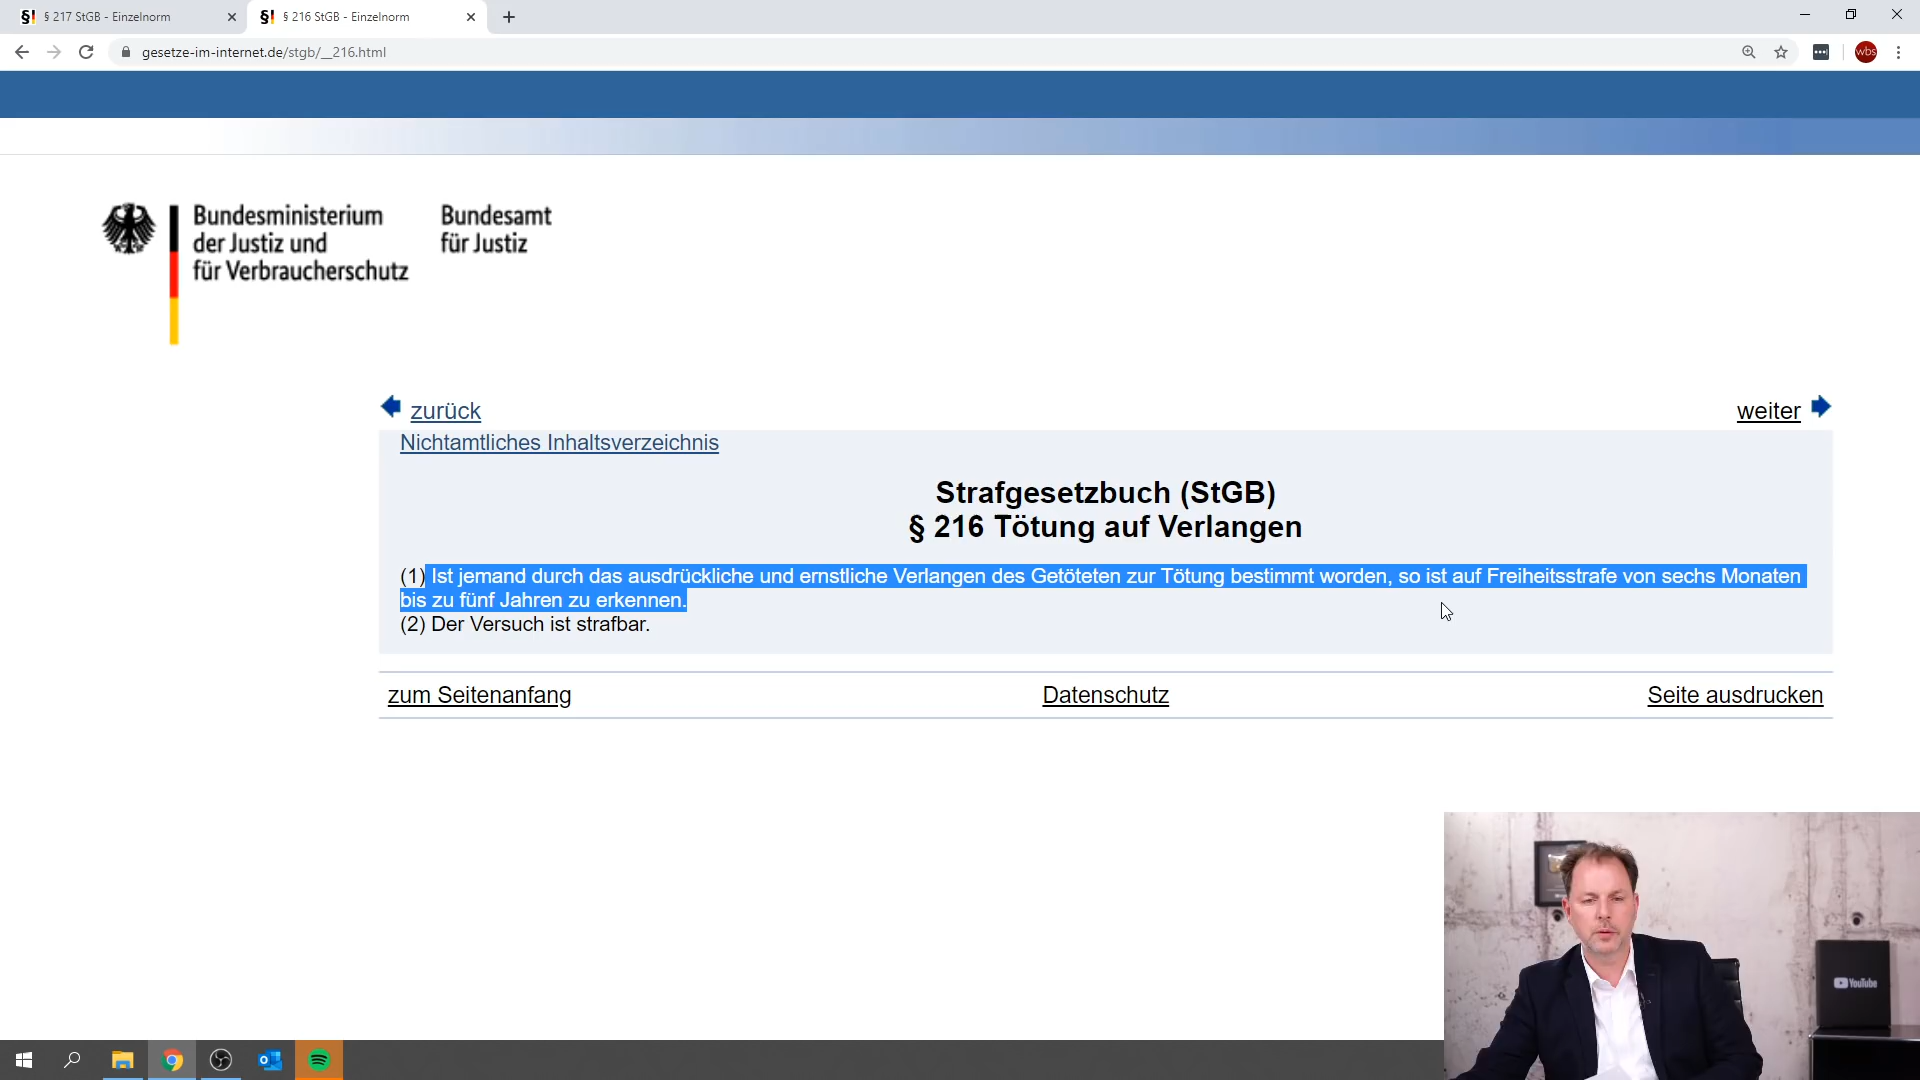 § 217 StGB - Einzelnorm
§ 216 StGB - Einzelnorm
gesetze-im-internet.de/stgb/__216.html
wbs
Bundesministerium
der Justiz und
für Verbraucherschutz
Bundesamt
für Justiz
zurück
weiter
Nichtamtliches Inhaltsverzeichnis
Strafgesetzbuch (StGB)
§ 216 Tötung auf Verlangen
(1) Ist jemand durch das ausdrückliche und ernstliche Verlangen des Getöteten zur Tötung bestimmt worden, so ist auf Freiheitsstrafe von sechs Monaten
bis zu fünf Jahren zu erkennen.
(2) Der Versuch ist strafbar.
zum Seitenanfang
Datenschutz
Seite ausdrucken
YouTube